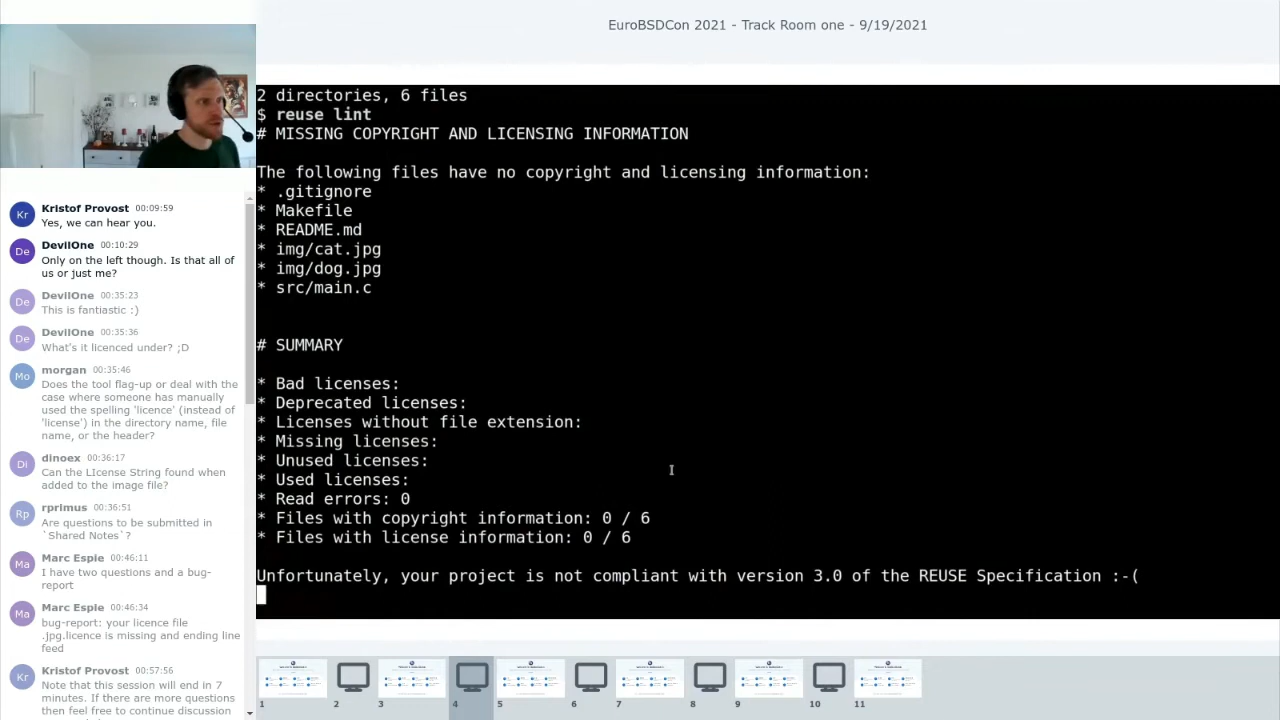 EuroBSDCon 2021 - Track Room one - 9/19/2021
2 directories, 6 files
$ reuse lint
# MISSING COPYRIGHT AND LICENSING INFORMATION
The following files have no copyright and licensing information:
* .gitignore
* Makefile
* README.md
* img/cat.jpg
* img/dog.jpg
* src/main.c
# SUMMARY
* Bad licenses:
* Deprecated licenses:
* Licenses without file extension:
* Missing licenses:
* Unused licenses:
* Used licenses:
* Read errors: 0
* Files with copyright information: 0 / 6
* Files with license information: 0 / 6
Unfortunately, your project is not compliant with version 3.0 of the REUSE Specification :-(
Kr
Kristof Provost 00:09:59
Yes, we can hear you.
De
DevilOne 00:10:29
Only on the left though. Is that all of
us or just me?
De
DevilOne 00:35:23
This is fantiastic :)
De
DevilOne 00:35:36
What's it licenced under? ;D
Mo
morgan 00:35:46
Does the tool flag-up or deal with the
case where someone has manually
used the spelling 'licence' (instead of
'license') in the directory name, file
name, or the header?
Di
dinoex 00:36:17
Can the LIcense String found when
added to the image file?
Rp
rprimus 00:36:51
Are questions to be submitted in
`Shared Notes`?
Ma
Marc Espie 00:46:11
I have two questions and a bug-
report
Ma
Marc Espie 00:46:34
bug-report: your licence file
.jpg.licence is missing and ending line
feed
Kr
Kristof Provost 00:57:56
Note that this session will end in 7
minutes. If there are more questions
then feel free to continue discussion
1
2
3
4
5
6
7
8
9
10
11